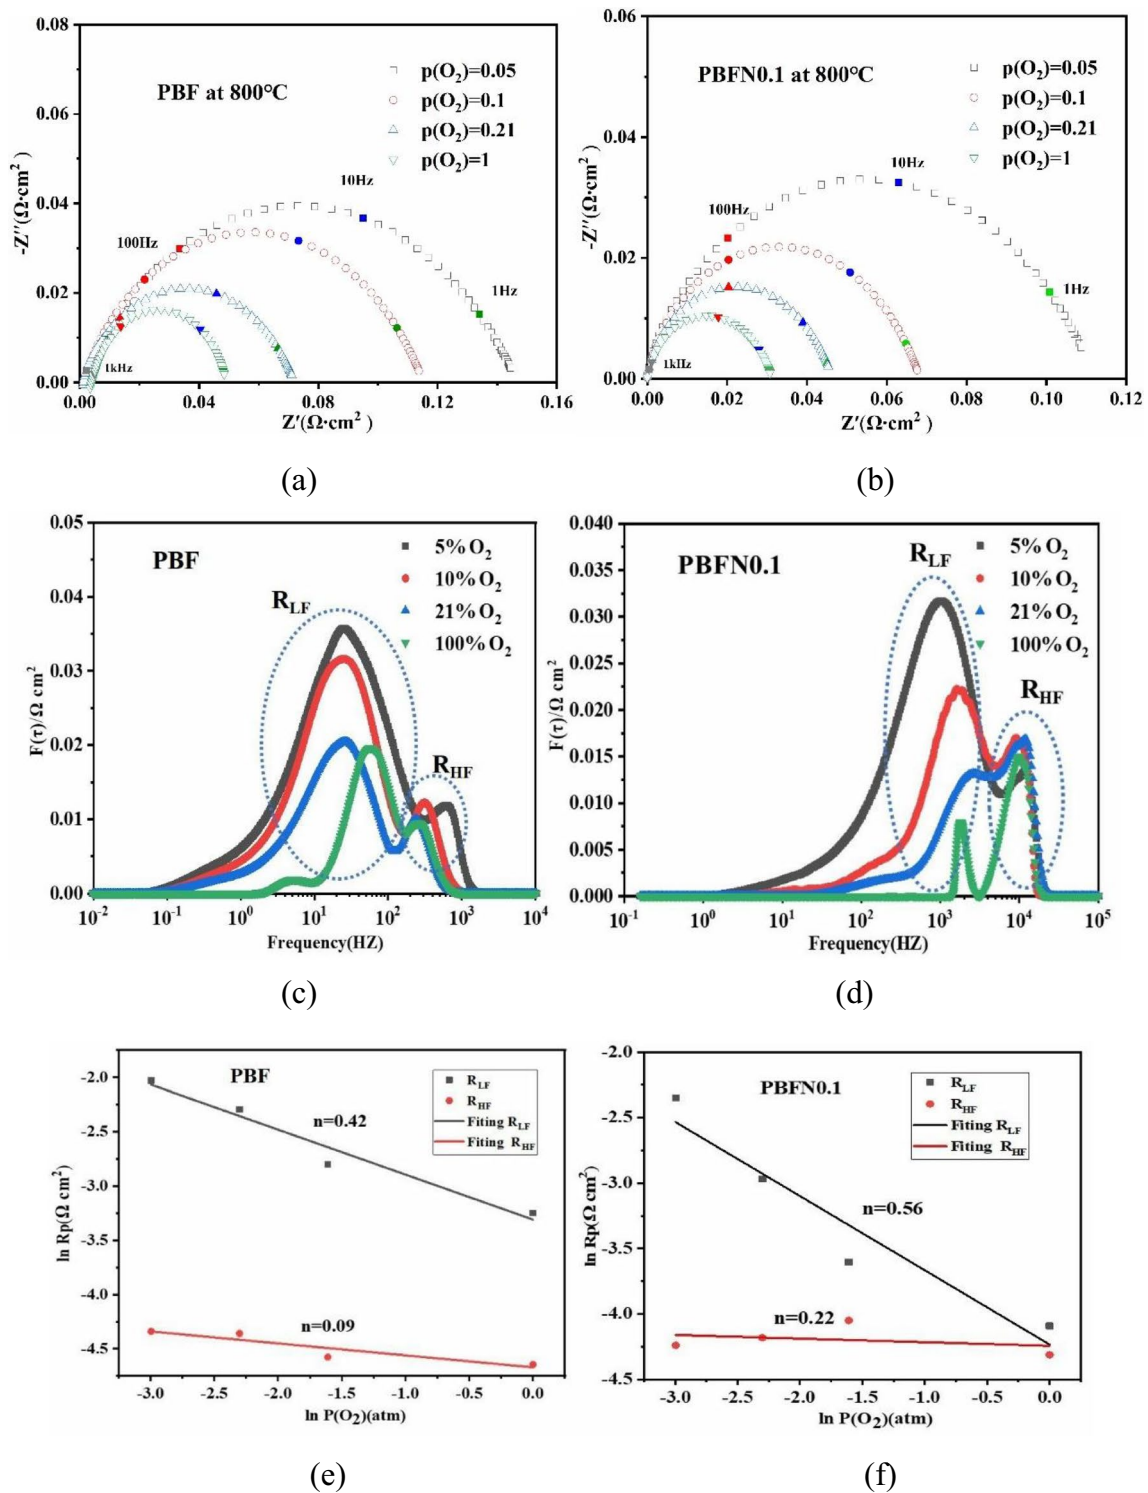 0.08
0.06
0.04
0.02
0.00
-Z″(Ω·cm²)
PBF at 800℃
p(O₂)=0.05
p(O₂)=0.1
p(O₂)=0.21
p(O₂)=1
10Hz
100Hz
1Hz
1kHz
0.00 0.04 0.08 0.12 0.16
Z′(Ω·cm²)
(a)
0.06
0.04
0.02
0.00
-Z″(Ω·cm²)
PBFN0.1 at 800℃
p(O₂)=0.05
p(O₂)=0.1
p(O₂)=0.21
p(O₂)=1
10Hz
100Hz
1Hz
1kHz
0.00 0.02 0.04 0.06 0.08 0.10 0.12
Z′(Ω·cm²)
(b)
0.05
0.04
0.03
0.02
0.01
0.00
F(τ)/Ω cm²
PBF
5% O₂
10% O₂
21% O₂
100% O₂
R_LF
R_HF
10⁻² 10⁻¹ 10⁰ 10¹ 10² 10³ 10⁴
Frequency(HZ)
(c)
0.040
0.035
0.030
0.025
0.020
0.015
0.010
0.005
0.000
F(τ)/Ω cm²
PBFN0.1
5% O₂
10% O₂
21% O₂
100% O₂
R_LF
R_HF
10⁻¹ 10⁰ 10¹ 10² 10³ 10⁴ 10⁵
Frequency(HZ)
(d)
-2.0
-2.5
-3.0
-3.5
-4.0
-4.5
ln Rp(Ω cm²)
PBF
R_LF
R_HF
Fiting R_LF
Fiting R_HF
n=0.42
n=0.09
-3.0 -2.5 -2.0 -1.5 -1.0 -0.5 0.0
ln P(O₂)(atm)
(e)
-2.0
-2.5
-3.0
-3.5
-4.0
-4.5
ln Rp(Ω cm²)
PBFN0.1
R_LF
R_HF
Fiting R_LF
Fiting R_HF
n=0.56
n=0.22
-3.0 -2.5 -2.0 -1.5 -1.0 -0.5 0.0
ln P(O₂)(atm)
(f)